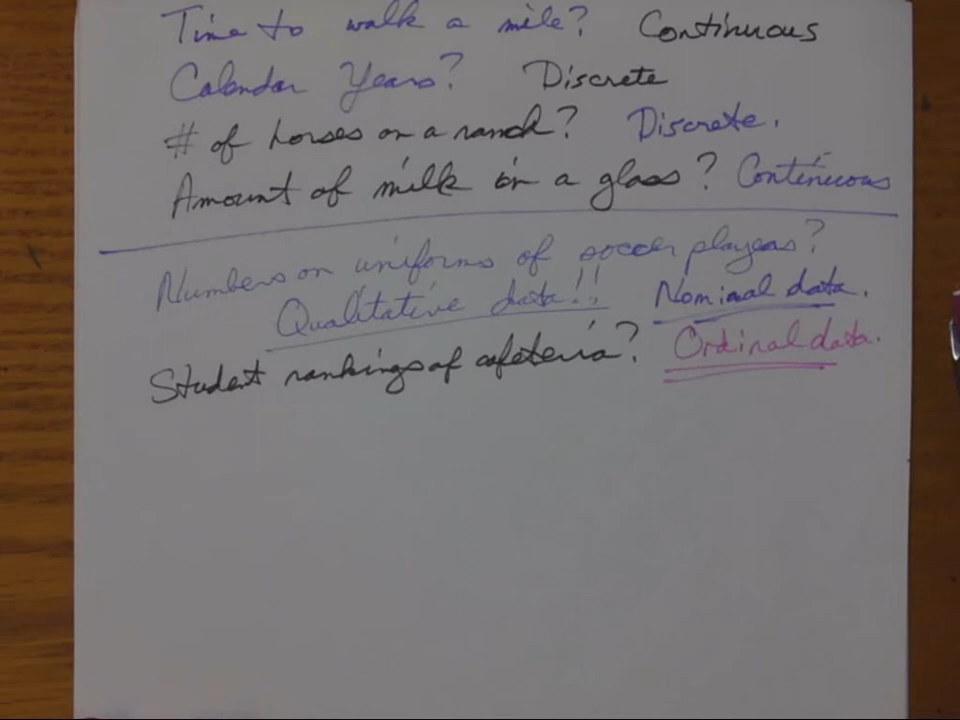 Time to walk a mile? Continuous
Calendar Years? Discrete
# of horses on a ranch? Discrete.
Amount of milk in a glass? Continuous
Numbers on uniforms of soccer players?
Qualitative data!! Nominal data.
Student rankings of cafeteria? Ordinal data.